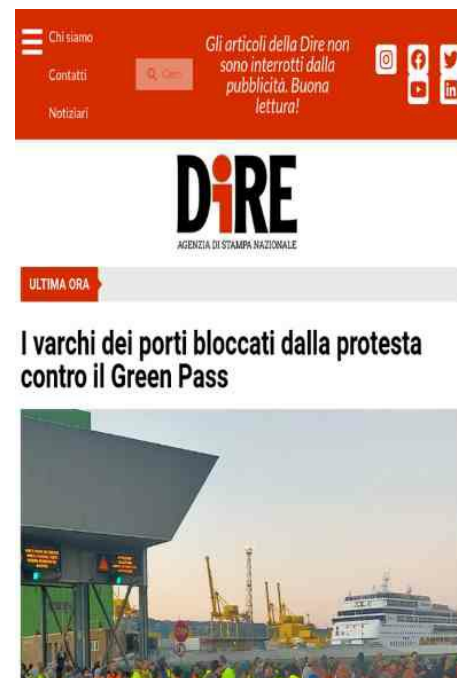 Chi siamo
Contatti
Notiziari
Gli articoli della Dire non
sono interrotti dalla
pubblicità. Buona
lettura!
DiRE
AGENZIA DI STAMPA NAZIONALE
ULTIMA ORA
I varchi dei porti bloccati dalla protesta
contro il Green Pass